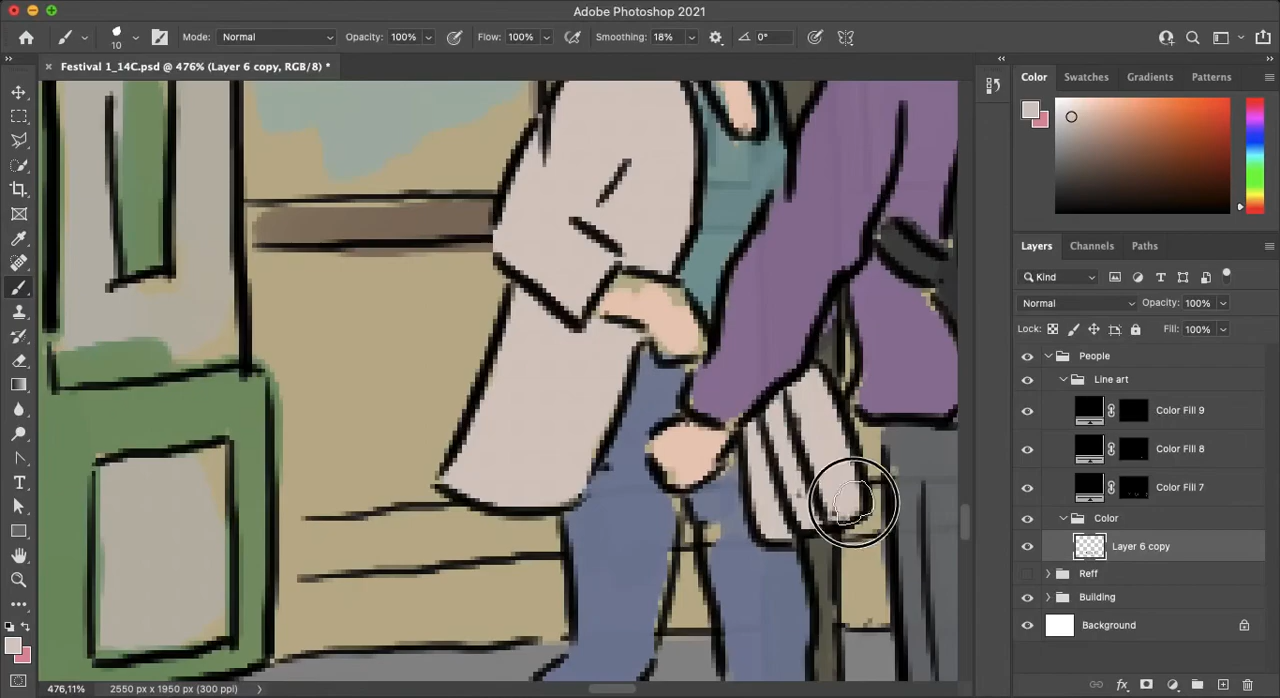 Adobe Photoshop 2021
10 Mode: Normal Opacity: 100% Flow: 100% Smoothing: 18% 0°
Festival 1_14C.psd @ 476% (Layer 6 copy, RGB/8) *
Color Swatches Gradients Patterns
Layers Channels Paths
Kind
Normal Opacity: 100%
Lock: Fill: 100%
People
Line art
Color Fill 9
Color Fill 8
Color Fill 7
Color
Layer 6 copy
Reff
Building
Background
476,11% 2550 px x 1950 px (300 ppi)